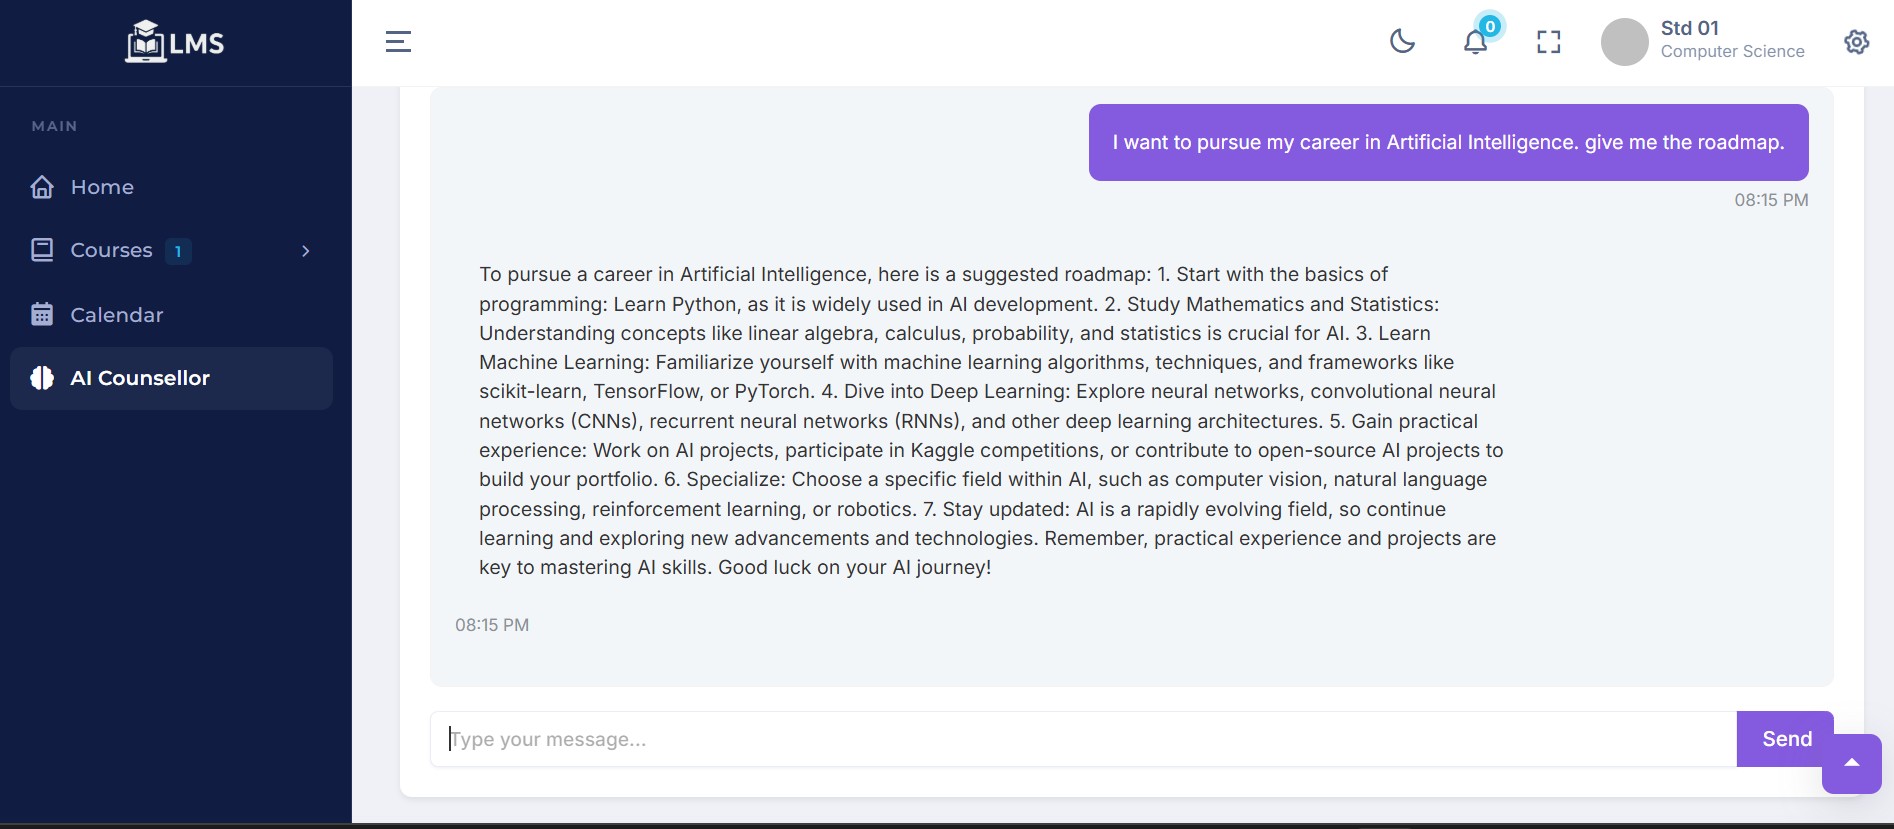 LMS
MAIN
Home
Courses 1
Calendar
AI Counsellor
0
Std 01
Computer Science
I want to pursue my career in Artificial Intelligence. give me the roadmap.
08:15 PM
To pursue a career in Artificial Intelligence, here is a suggested roadmap: 1. Start with the basics of
programming: Learn Python, as it is widely used in AI development. 2. Study Mathematics and Statistics:
Understanding concepts like linear algebra, calculus, probability, and statistics is crucial for AI. 3. Learn
Machine Learning: Familiarize yourself with machine learning algorithms, techniques, and frameworks like
scikit-learn, TensorFlow, or PyTorch. 4. Dive into Deep Learning: Explore neural networks, convolutional neural
networks (CNNs), recurrent neural networks (RNNs), and other deep learning architectures. 5. Gain practical
experience: Work on AI projects, participate in Kaggle competitions, or contribute to open-source AI projects to
build your portfolio. 6. Specialize: Choose a specific field within AI, such as computer vision, natural language
processing, reinforcement learning, or robotics. 7. Stay updated: AI is a rapidly evolving field, so continue
learning and exploring new advancements and technologies. Remember, practical experience and projects are
key to mastering AI skills. Good luck on your AI journey!
08:15 PM
Type your message...
Send